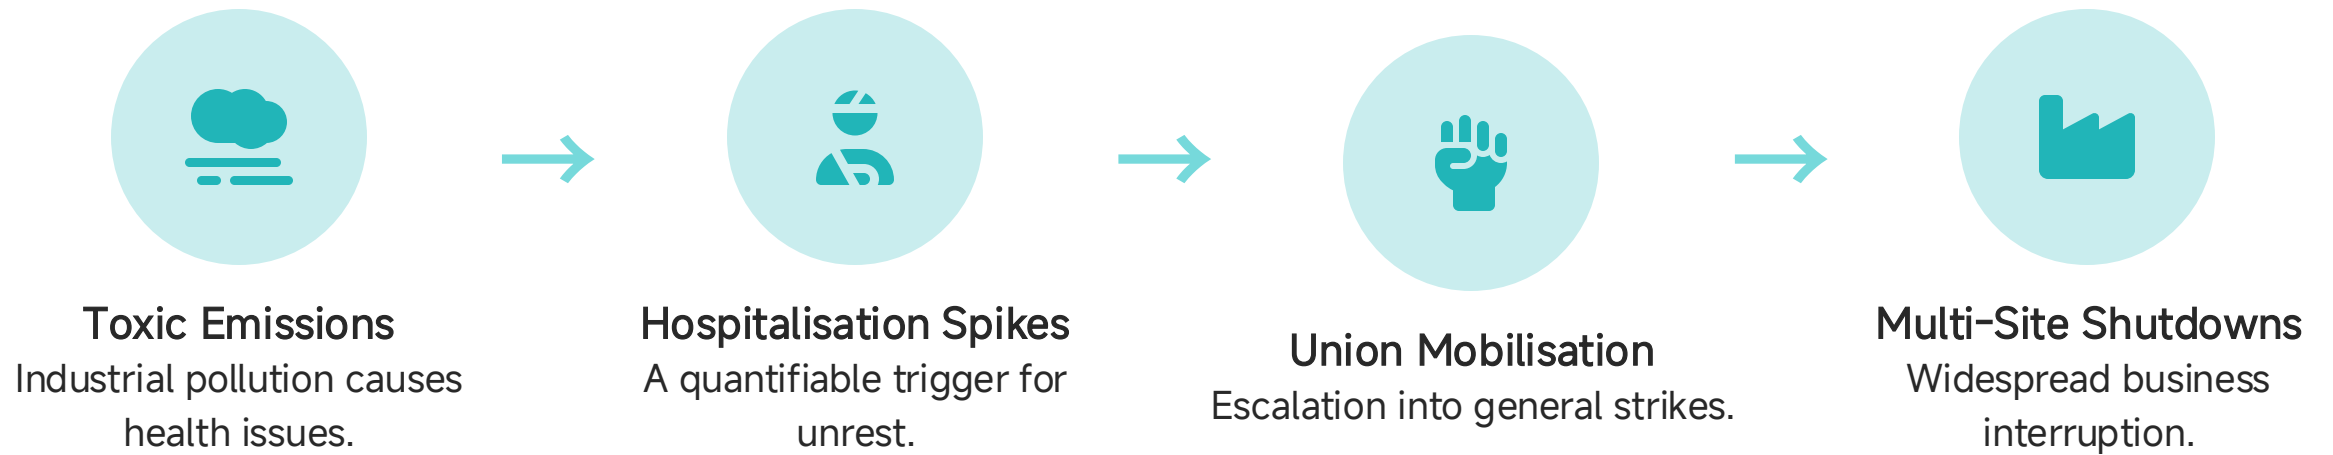 Toxic Emissions
Industrial pollution causes
health issues.
Hospitalisation Spikes
A quantifiable trigger for
unrest.
Union Mobilisation
Escalation into general strikes.
Multi-Site Shutdowns
Widespread business
interruption.